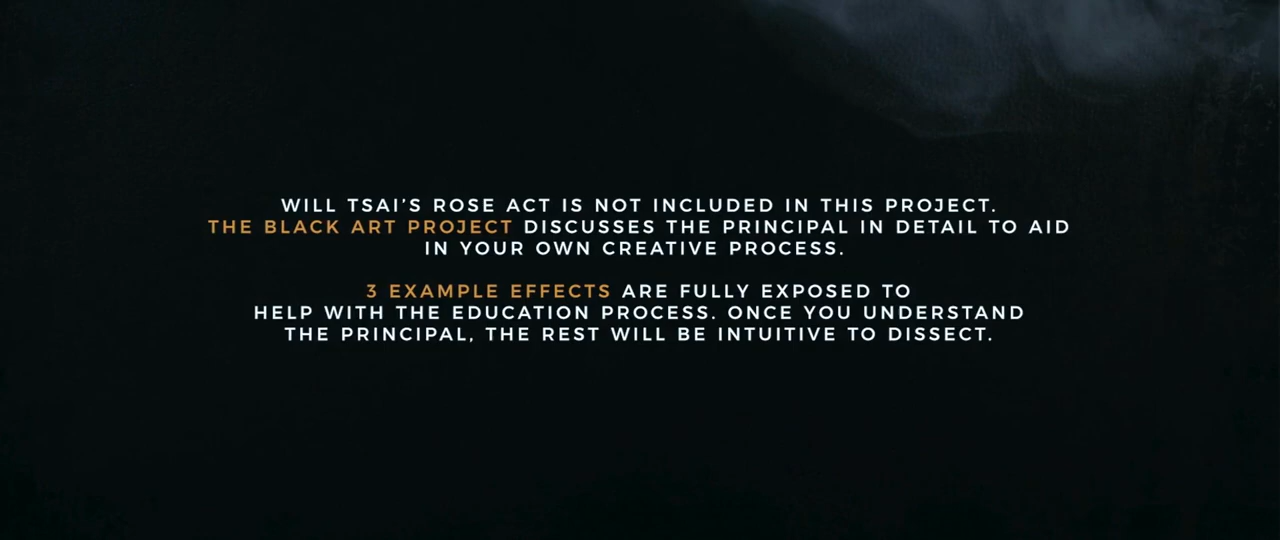 WILL TSAI'S ROSE ACT IS NOT INCLUDED IN THIS PROJECT.
THE BLACK ART PROJECT DISCUSSES THE PRINCIPAL IN DETAIL TO AID
IN YOUR OWN CREATIVE PROCESS.
3 EXAMPLE EFFECTS ARE FULLY EXPOSED TO
HELP WITH THE EDUCATION PROCESS. ONCE YOU UNDERSTAND
THE PRINCIPAL, THE REST WILL BE INTUITIVE TO DISSECT.